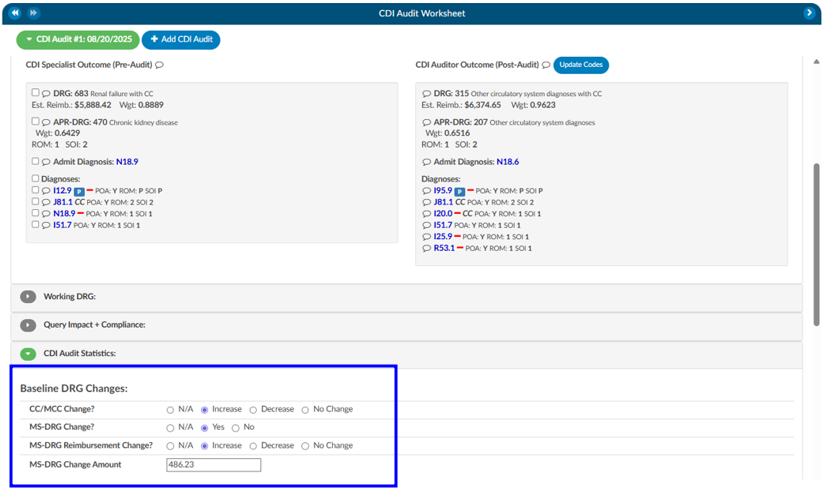 CDI Audit Worksheet
CDI Audit #1: 08/20/2025
Add CDI Audit
CDI Specialist Outcome (Pre-Audit)
DRG: 683 Renal failure with CC
Est. Reimb.: $5,888.42 Wgt: 0.8889
APR-DRG: 470 Chronic kidney disease
Wgt: 0.6429
ROM: 1 SOI: 2
Admit Diagnosis: N18.9
Diagnoses:
I12.9 P POA: Y ROM: P SOI P
J81.1 CC POA: Y ROM: 2 SOI 2
N18.9 POA: Y ROM: 1 SOI 1
I51.7 POA: Y ROM: 1 SOI 1
CDI Auditor Outcome (Post-Audit) Update Codes
DRG: 315 Other circulatory system diagnoses with CC
Est. Reimb.: $6,374.65 Wgt: 0.9623
APR-DRG: 207 Other circulatory system diagnoses
Wgt: 0.6516
ROM: 1 SOI: 2
Admit Diagnosis: N18.6
Diagnoses:
I95.9 P POA: Y ROM: P SOI P
J81.1 CC POA: Y ROM: 2 SOI 2
I20.0 CC POA: Y ROM: 1 SOI 1
I51.7 POA: Y ROM: 1 SOI 1
I25.9 POA: Y ROM: 1 SOI 1
R53.1 POA: Y ROM: 1 SOI 1
Working DRG:
Query Impact + Compliance:
CDI Audit Statistics:
Baseline DRG Changes:
CC/MCC Change? N/A Increase Decrease No Change
MS-DRG Change? N/A Yes No
MS-DRG Reimbursement Change? N/A Increase Decrease No Change
MS-DRG Change Amount 486.23